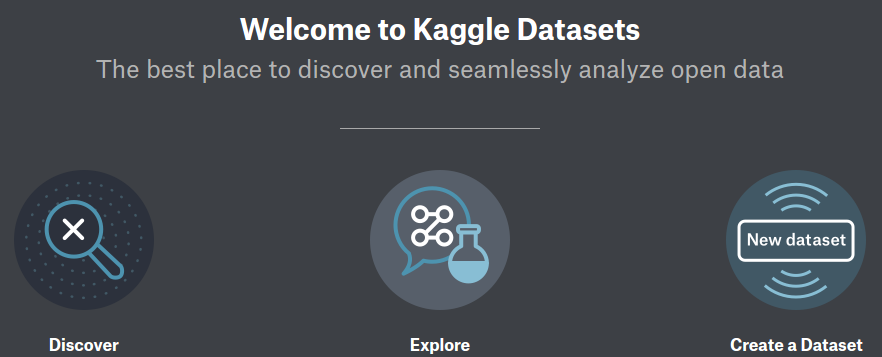 Welcome to Kaggle Datasets
The best place to discover and seamlessly analyze open data
New dataset
Discover
Explore
Create a Dataset